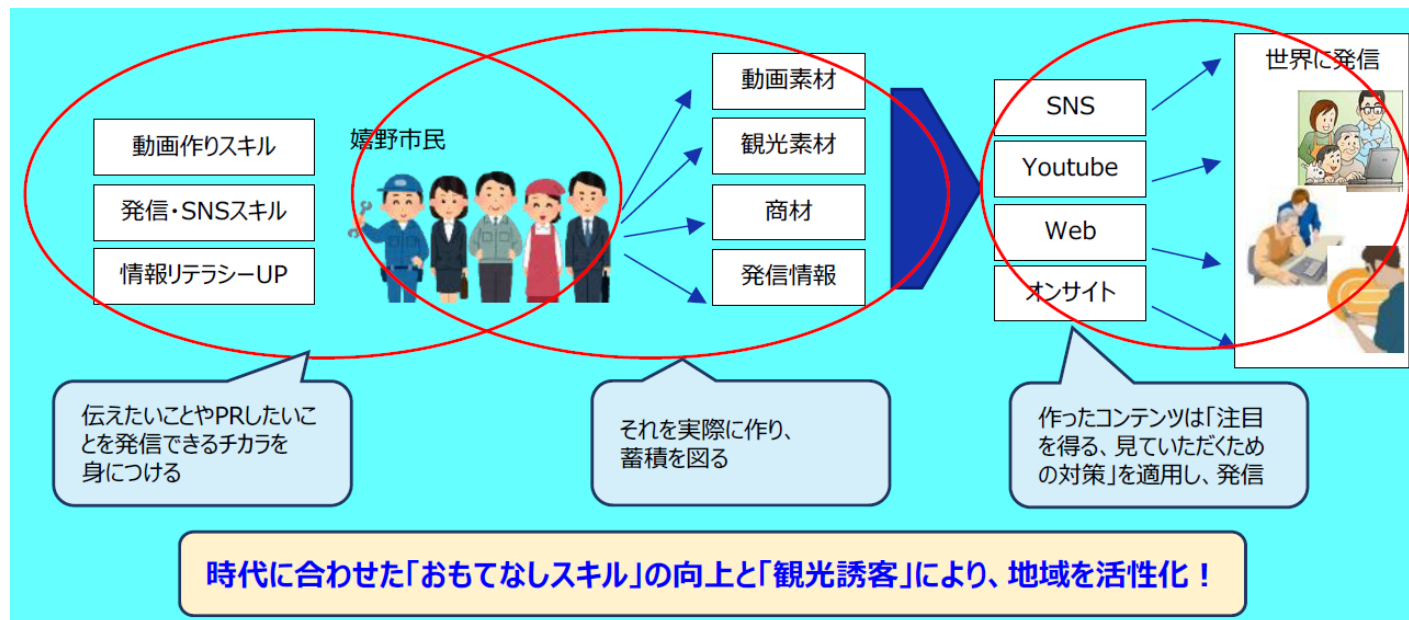 動画作りスキル
発信・SNSスキル
情報リテラシーUP
嬉野市民
動画素材
観光素材
商材
発信情報
SNS
Youtube
Web
オンサイト
世界に発信
伝えたいことやPRしたいこ
とを発信できるチカラを
身につける
それを実際に作り、
蓄積を図る
作ったコンテンツは「注目
を得る、見ていただくため
の対策」を適用し、発信
時代に合わせた「おもてなしスキル」の向上と「観光誘客」により、地域を活性化！